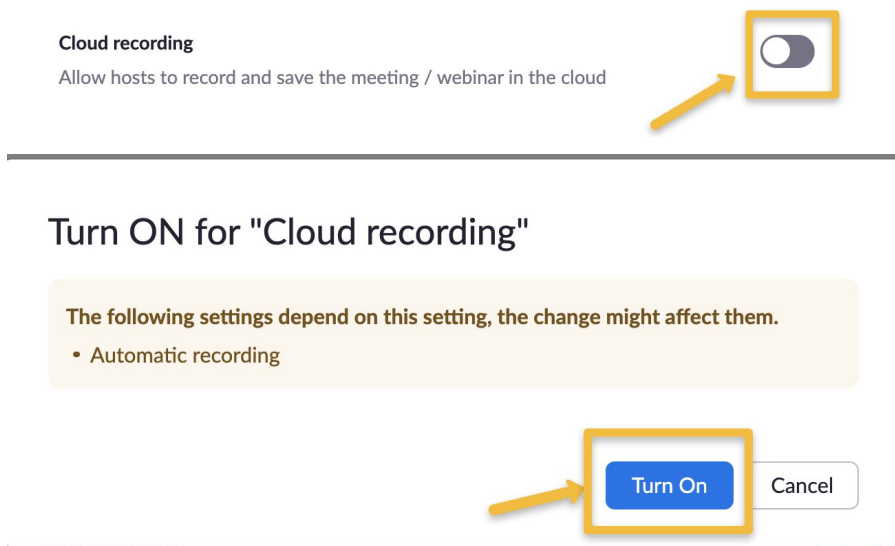 Cloud recording
Allow hosts to record and save the meeting / webinar in the cloud
Turn ON for "Cloud recording"
The following settings depend on this setting, the change might affect them.
• Automatic recording
Turn On Cancel